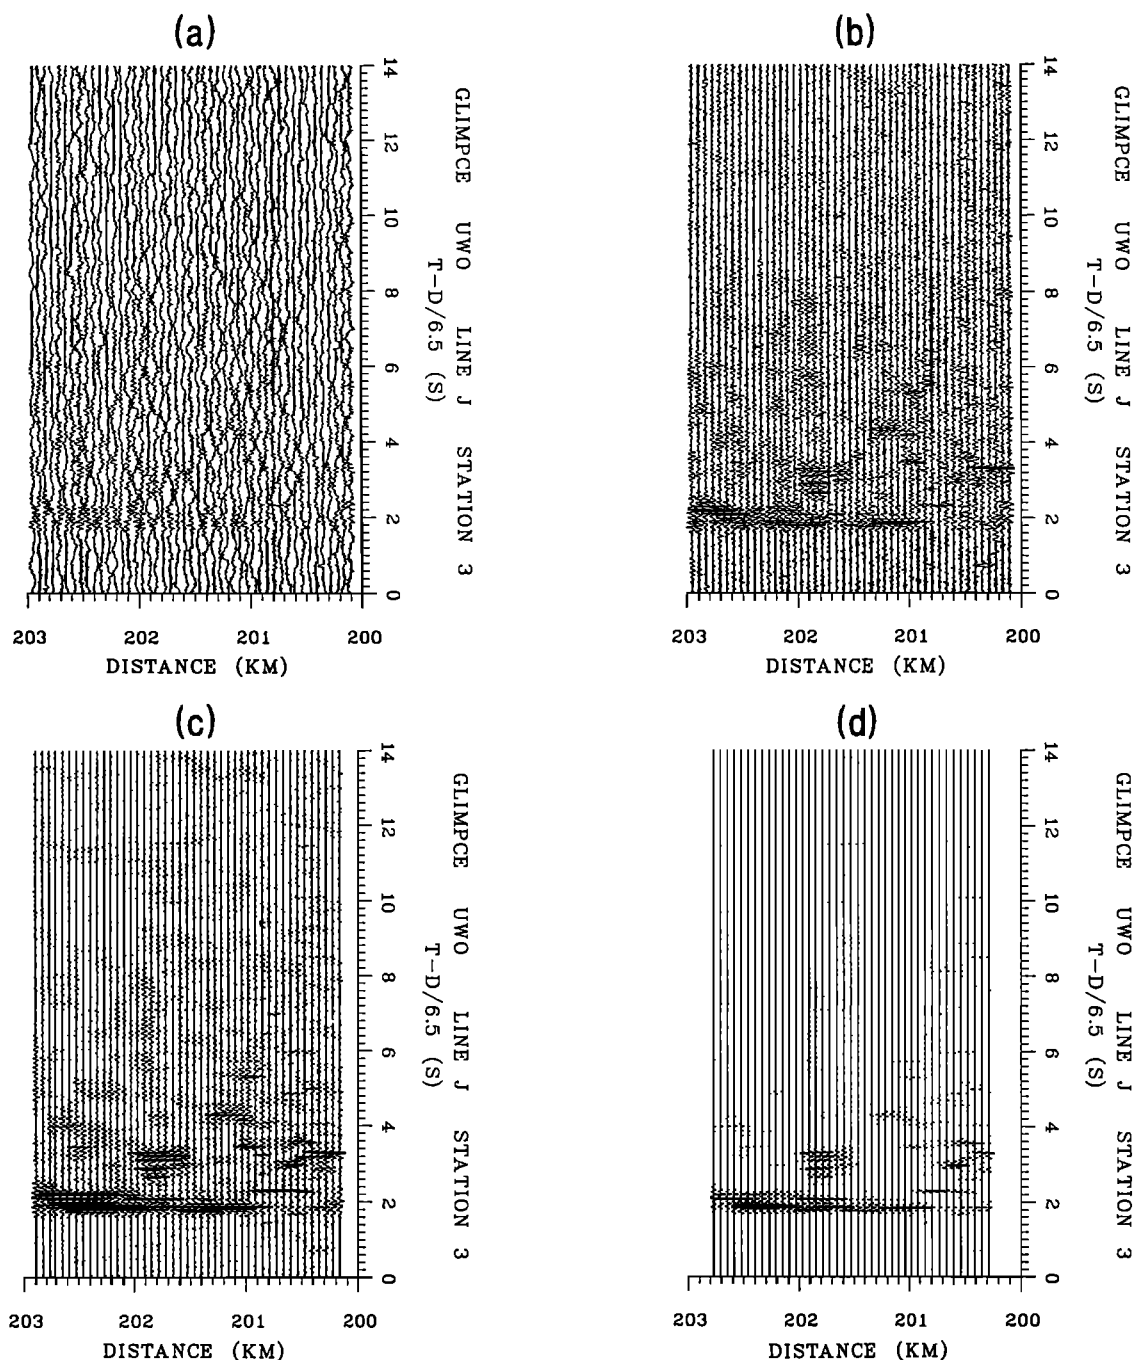 (a)
14
12
10
8
6
4
2
0
T-D/6.5 (S)
GLIMPCE UWO LINE J STATION 3
203 202 201 200
DISTANCE (KM)
(b)
14
12
10
8
6
4
2
0
T-D/6.5 (S)
GLIMPCE UWO LINE J STATION 3
203 202 201 200
DISTANCE (KM)
(c)
14
12
10
8
6
4
2
0
T-D/6.5 (S)
GLIMPCE UWO LINE J STATION 3
203 202 201 200
DISTANCE (KM)
(d)
14
12
10
8
6
4
2
0
T-D/6.5 (S)
GLIMPCE UWO LINE J STATION 3
203 202 201 200
DISTANCE (KM)